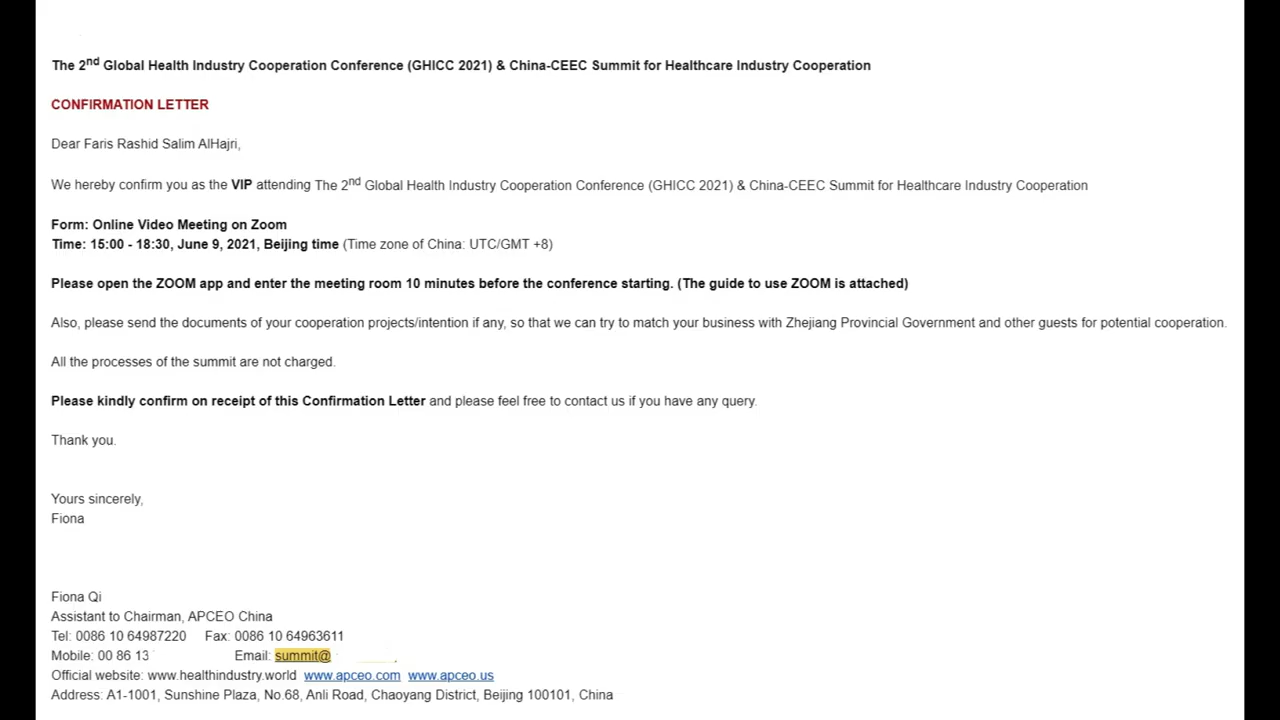 The 2nd Global Health Industry Cooperation Conference (GHICC 2021) & China-CEEC Summit for Healthcare Industry Cooperation
CONFIRMATION LETTER
Dear Faris Rashid Salim AlHajri,
We hereby confirm you as the VIP attending The 2nd Global Health Industry Cooperation Conference (GHICC 2021) & China-CEEC Summit for Healthcare Industry Cooperation
Form: Online Video Meeting on Zoom
Time: 15:00 - 18:30, June 9, 2021, Beijing time (Time zone of China: UTC/GMT +8)
Please open the ZOOM app and enter the meeting room 10 minutes before the conference starting. (The guide to use ZOOM is attached)
Also, please send the documents of your cooperation projects/intention if any, so that we can try to match your business with Zhejiang Provincial Government and other guests for potential cooperation.
All the processes of the summit are not charged.
Please kindly confirm on receipt of this Confirmation Letter and please feel free to contact us if you have any query.
Thank you.
Yours sincerely,
Fiona
Fiona Qi
Assistant to Chairman, APCEO China
Tel: 0086 10 64987220 Fax: 0086 10 64963611
Mobile: 00 86 13 Email: summit@
Official website: www.healthindustry.world www.apceo.com www.apceo.us
Address: A1-1001, Sunshine Plaza, No.68, Anli Road, Chaoyang District, Beijing 100101, China